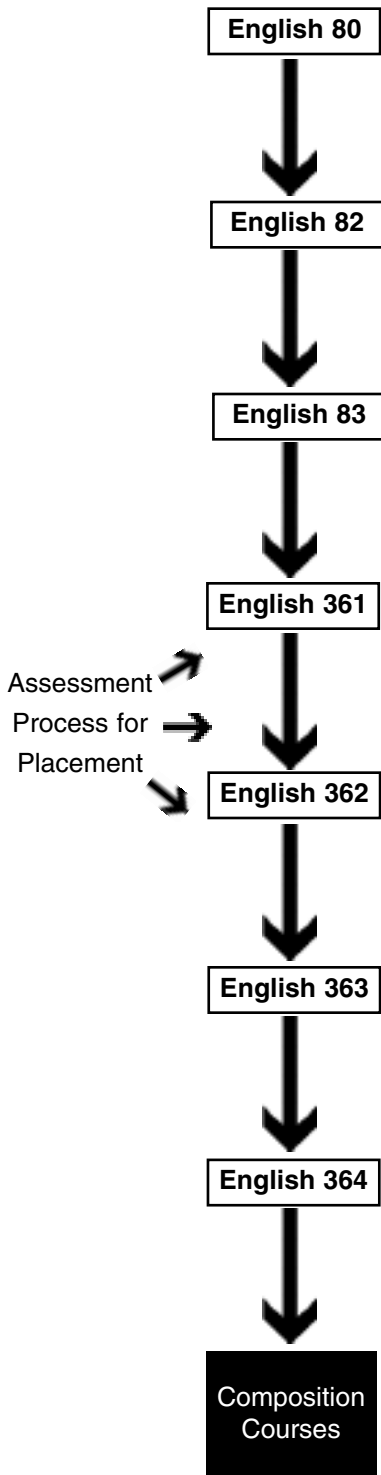 English 80
English 82
English 83
English 361
Assessment
Process for
Placement
English 362
English 363
English 364
Composition
Courses